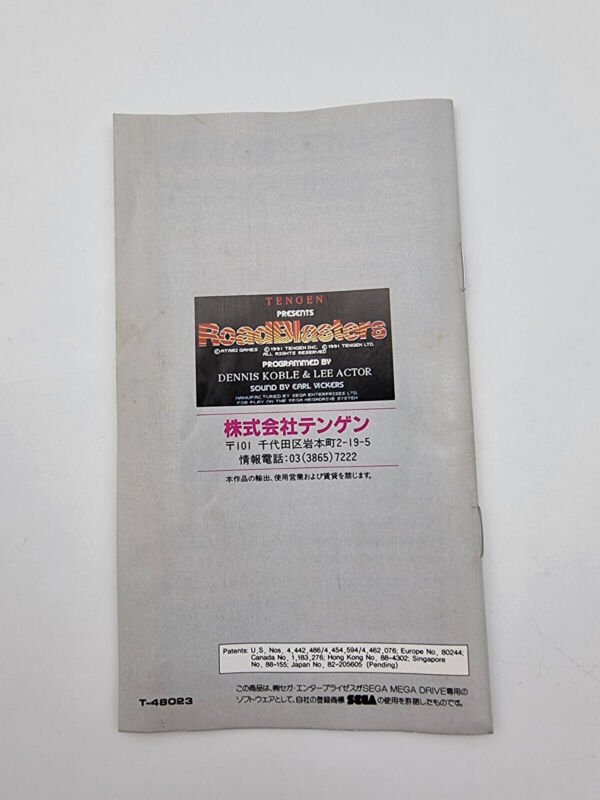 TENGEN
PRESENTS
RoadBlasters
©ATARI GAMES ©1991 TENGEN INC. ©1991 TENGEN LTD.
ALL RIGHTS RESERVED
PROGRAMMED BY
DENNIS KOBLE & LEE ACTOR
SOUND BY EARL VICKERS
MANUFACTURED BY SEGA ENTERPRISES LTD.
FOR PLAY ON THE SEGA MEGADRIVE SYSTEM
株式会社テンゲン
〒101 千代田区岩本町2-19-5
情報電話:03(3865)7222
本作品の輸出、使用営業および賃貸を禁じます。
Patents: U.S. Nos. 4,442,486/4,454,594/4,462,076; Europe No. 80244;
Canada No. 1,183,276; Hong Kong No. 88-4302; Singapore
No. 88-155; Japan No. 82-205605 (Pending)
この商品は、㈱セガ・エンタープライゼスがSEGA MEGA DRIVE専用の
T-48023 ソフトウェアとして、自社の登録商標 SEGA の使用を許諾したものです。